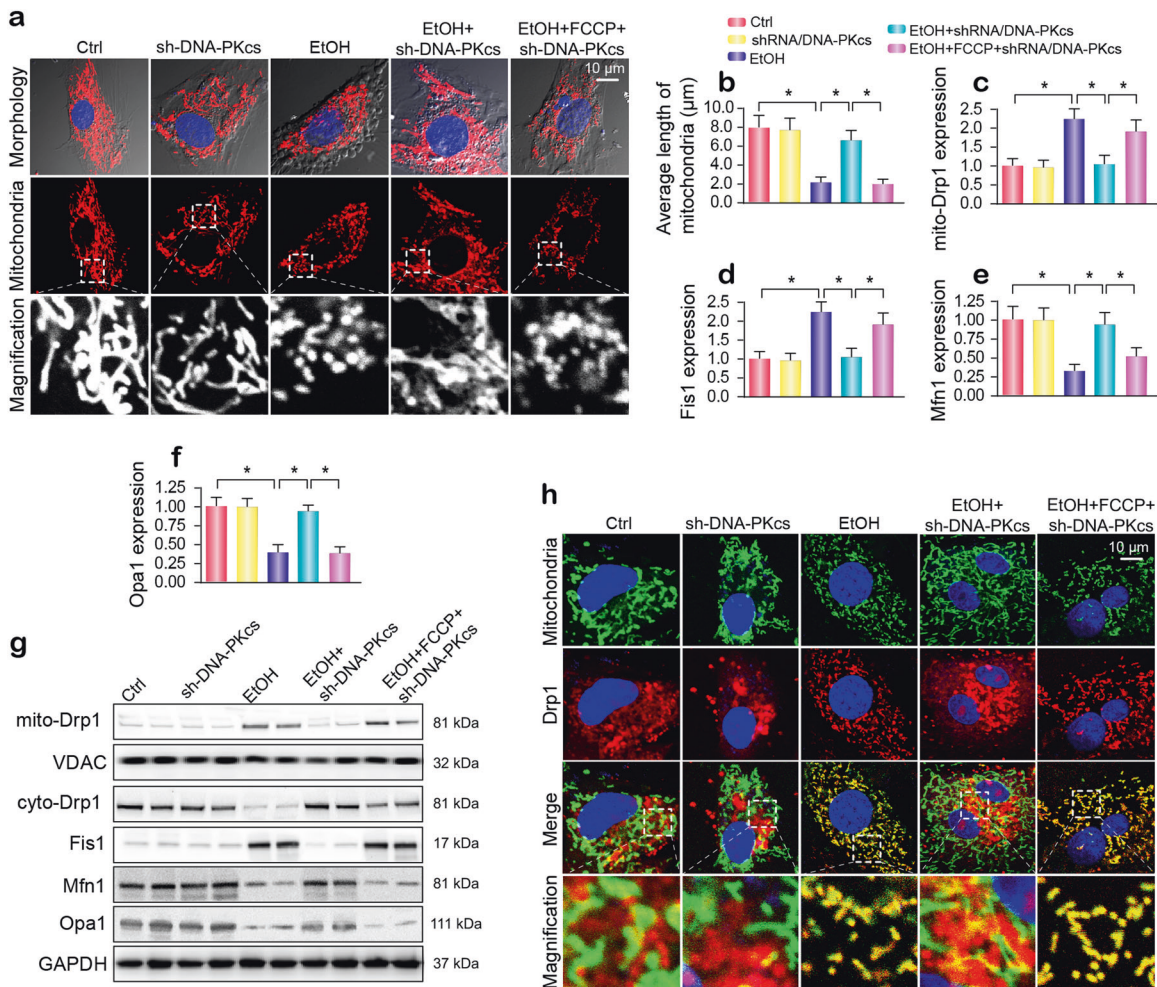 a
Ctrl
sh-DNA-PKcs
EtOH
EtOH+
sh-DNA-PKcs
EtOH+FCCP+
sh-DNA-PKcs
10 µm
Morphology
Mitochondria
Magnification
Ctrl
shRNA/DNA-PKcs
EtOH
EtOH+shRNA/DNA-PKcs
EtOH+FCCP+shRNA/DNA-PKcs
b
Average length of
mitochondria (µm)
8.0
6.0
4.0
2.0
0.0
* * *
c
mito-Drp1 expression
2.5
2.0
1.5
1.0
0.5
0.0
* * *
d
Fis1 expression
2.5
2.0
1.5
1.0
0.5
0.0
* * *
e
Mfn1 expression
1.25
1.00
0.75
0.50
0.25
0.00
* * *
f
Opa1 expression
1.25
1.00
0.75
0.50
0.25
0.00
* * *
g
Ctrl
sh-DNA-PKcs
EtOH
EtOH+
sh-DNA-PKcs
EtOH+FCCP+
sh-DNA-PKcs
mito-Drp1 81 kDa
VDAC 32 kDa
cyto-Drp1 81 kDa
Fis1 17 kDa
Mfn1 81 kDa
Opa1 111 kDa
GAPDH 37 kDa
h
Ctrl
sh-DNA-PKcs
EtOH
EtOH+
sh-DNA-PKcs
EtOH+FCCP+
sh-DNA-PKcs
10 µm
Mitochondria
Drp1
Merge
Magnification